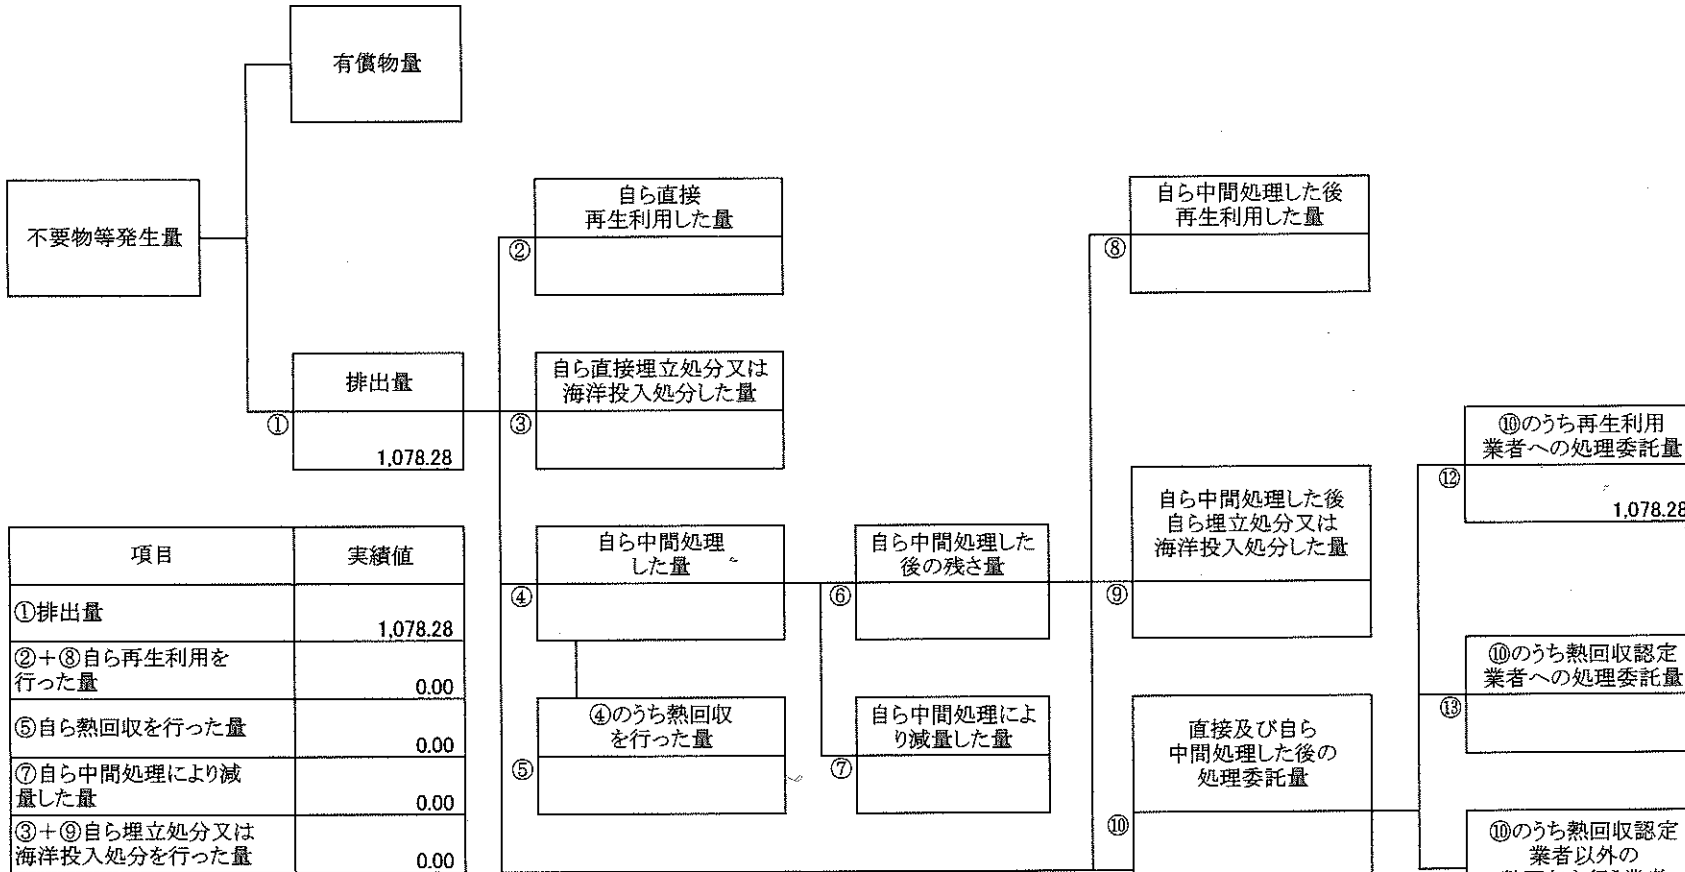 有償物量
不要物等発生量
自ら直接
再生利用した量
②
自ら中間処理した後
再生利用した量
⑧
排出量
①
1,078.28
自ら直接埋立処分又は
海洋投入処分した量
③
⑩のうち再生利用
業者への処理委託量
⑫
1,078.28
自ら中間処理
した量
④
自ら中間処理した
後の残さ量
⑥
自ら中間処理した後
自ら埋立処分又は
海洋投入処分した量
⑨
④のうち熱回収
を行った量
⑤
自ら中間処理によ
り減量した量
⑦
直接及び自ら
中間処理した後の
処理委託量
⑩
⑩のうち熱回収認定
業者への処理委託量
⑬
⑩のうち熱回収認定
業者以外の
項目 実績値
①排出量 1,078.28
②+⑧自ら再生利用を
行った量 0.00
⑤自ら熱回収を行った量 0.00
⑦自ら中間処理により減
量した量 0.00
③+⑨自ら埋立処分又は
海洋投入処分を行った量 0.00